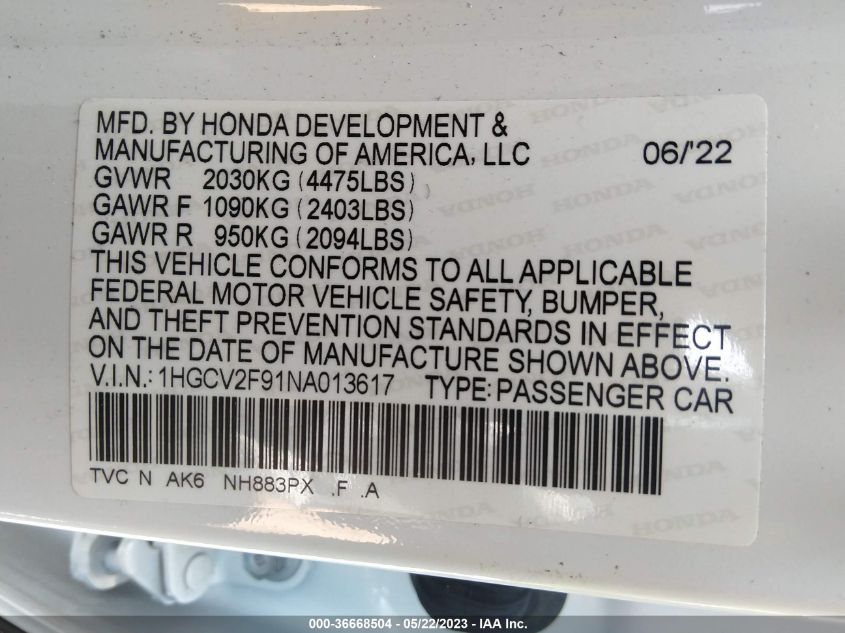 MFD. BY HONDA DEVELOPMENT &
MANUFACTURING OF AMERICA, LLC 06/'22
GVWR 2030KG (4475LBS)
GAWR F 1090KG (2403LBS)
GAWR R 950KG (2094LBS)
THIS VEHICLE CONFORMS TO ALL APPLICABLE
FEDERAL MOTOR VEHICLE SAFETY, BUMPER,
AND THEFT PREVENTION STANDARDS IN EFFECT
ON THE DATE OF MANUFACTURE SHOWN ABOVE.
V.I.N.: 1HGCV2F91NA013617 TYPE: PASSENGER CAR
TVC N AK6 NH883PX .F .A
HONDA HONDA HONDA
000-36668504 - 05/22/2023 - IAA Inc.